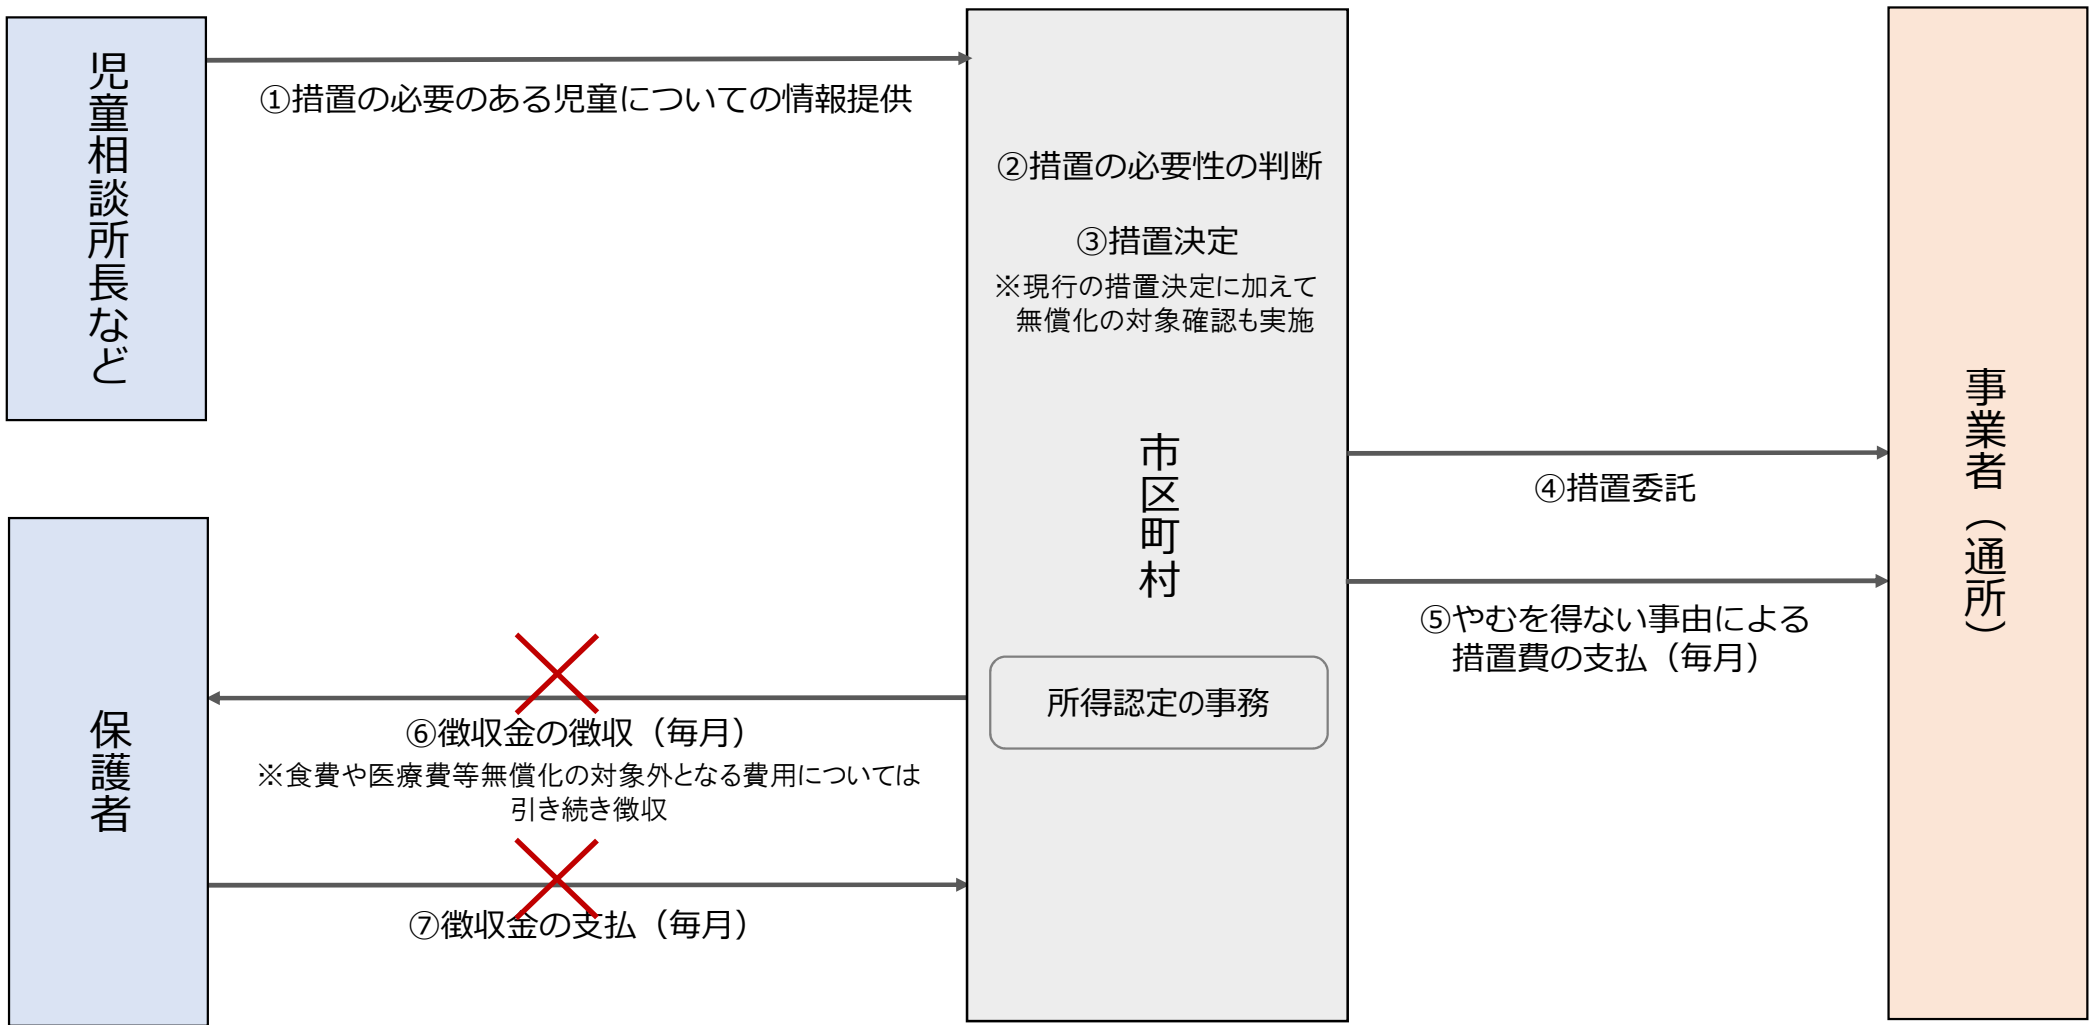 児童相談所長など
①措置の必要のある児童についての情報提供
②措置の必要性の判断
③措置決定
※現行の措置決定に加えて
無償化の対象確認も実施
市区町村
④措置委託
⑤やむを得ない事由による
措置費の支払（毎月）
事業者（通所）
所得認定の事務
保護者
⑥徴収金の徴収（毎月）
※食費や医療費等無償化の対象外となる費用については
引き続き徴収
⑦徴収金の支払（毎月）